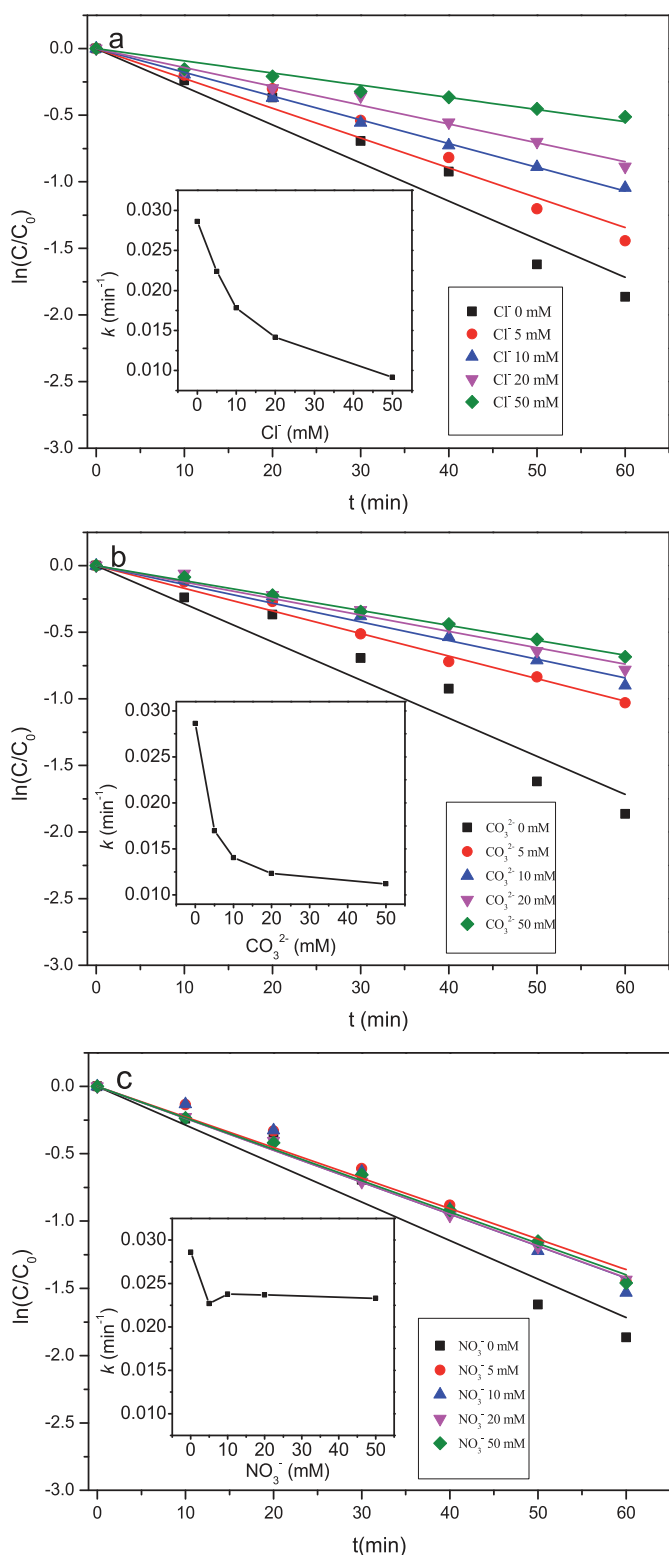 a
0.0
-0.5
-1.0
-1.5
-2.0
-2.5
-3.0
ln(C/C₀)
0.030
0.025
0.020
0.015
0.010
k (min⁻¹)
0 10 20 30 40 50
Cl⁻ (mM)
Cl⁻ 0 mM
Cl⁻ 5 mM
Cl⁻ 10 mM
Cl⁻ 20 mM
Cl⁻ 50 mM
0 10 20 30 40 50 60
t (min)
b
0.0
-0.5
-1.0
-1.5
-2.0
-2.5
-3.0
ln(C/C₀)
0.030
0.025
0.020
0.015
0.010
k (min⁻¹)
0 10 20 30 40 50
CO₃²⁻ (mM)
CO₃²⁻ 0 mM
CO₃²⁻ 5 mM
CO₃²⁻ 10 mM
CO₃²⁻ 20 mM
CO₃²⁻ 50 mM
0 10 20 30 40 50 60
t (min)
c
0.0
-0.5
-1.0
-1.5
-2.0
-2.5
-3.0
ln(C/C₀)
0.030
0.025
0.020
0.015
0.010
k (min⁻¹)
0 10 20 30 40 50
NO₃⁻ (mM)
NO₃⁻ 0 mM
NO₃⁻ 5 mM
NO₃⁻ 10 mM
NO₃⁻ 20 mM
NO₃⁻ 50 mM
0 10 20 30 40 50 60
t(min)